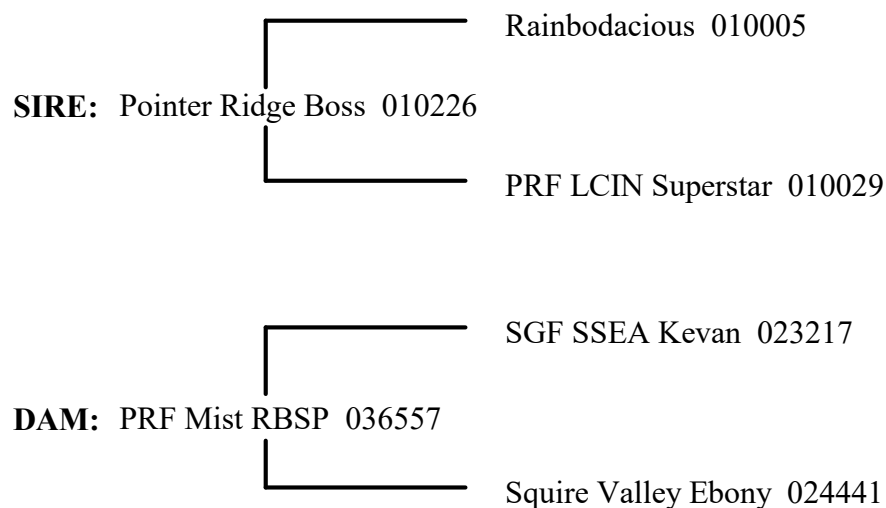 Rainbodacious 010005
SIRE: Pointer Ridge Boss 010226
PRF LCIN Superstar 010029
SGF SSEA Kevan 023217
DAM: PRF Mist RBSP 036557
Squire Valley Ebony 024441